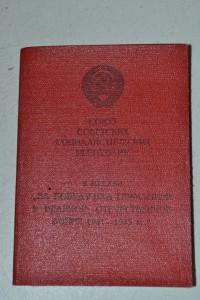 СОЮЗ
СОВЕТСКИХ
СОЦИАЛИСТИЧЕСКИХ
РЕСПУБЛИК
К МЕДАЛИ
„ЗА ПОБЕДУ НАД ГЕРМАНИЕЙ
В ВЕЛИКОЙ ОТЕЧЕСТВЕННОЙ
ВОЙНЕ 1941–1945 гг.“